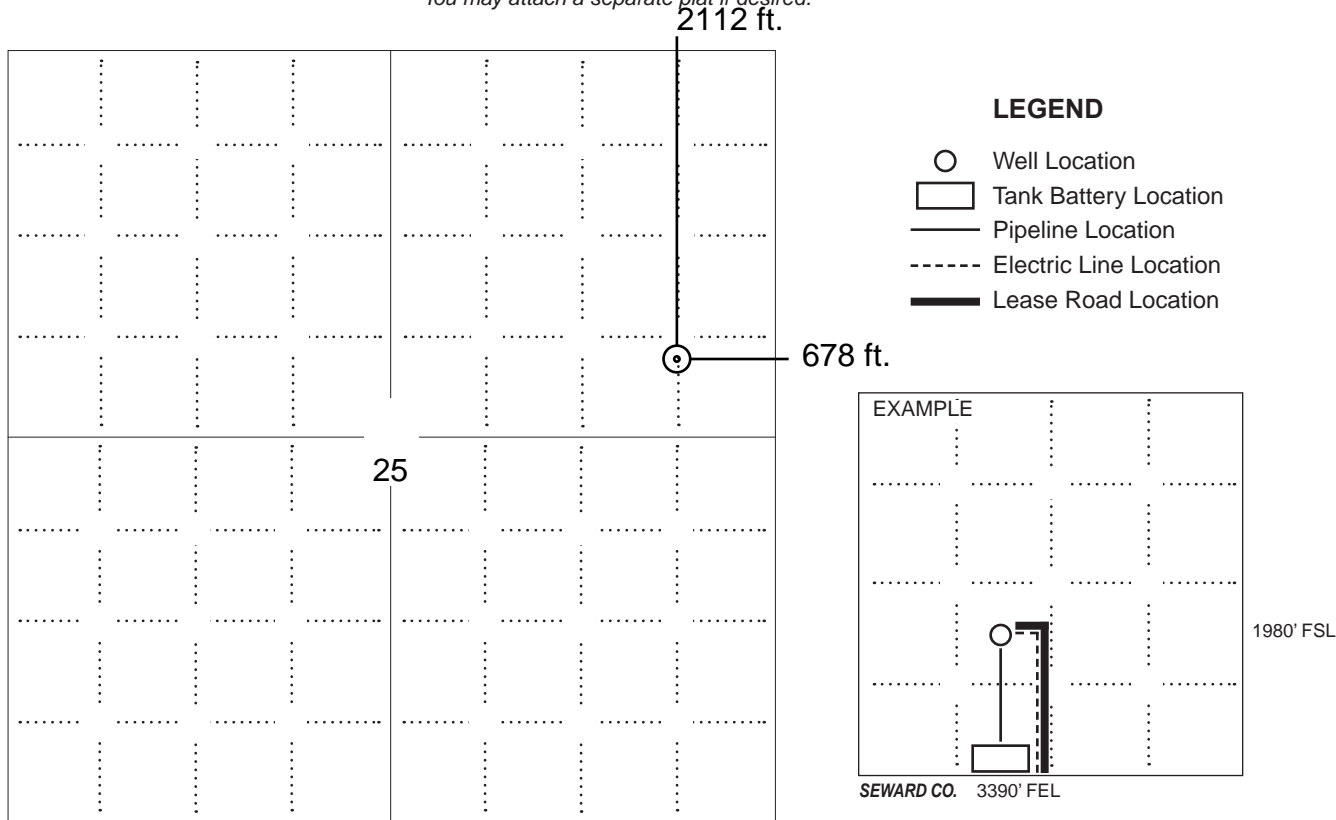 You may attach a separate plat if desired.
2112 ft.
LEGEND
Well Location
Tank Battery Location
Pipeline Location
Electric Line Location
Lease Road Location
678 ft.
EXAMPLE
25
1980' FSL
SEWARD CO. 3390' FEL